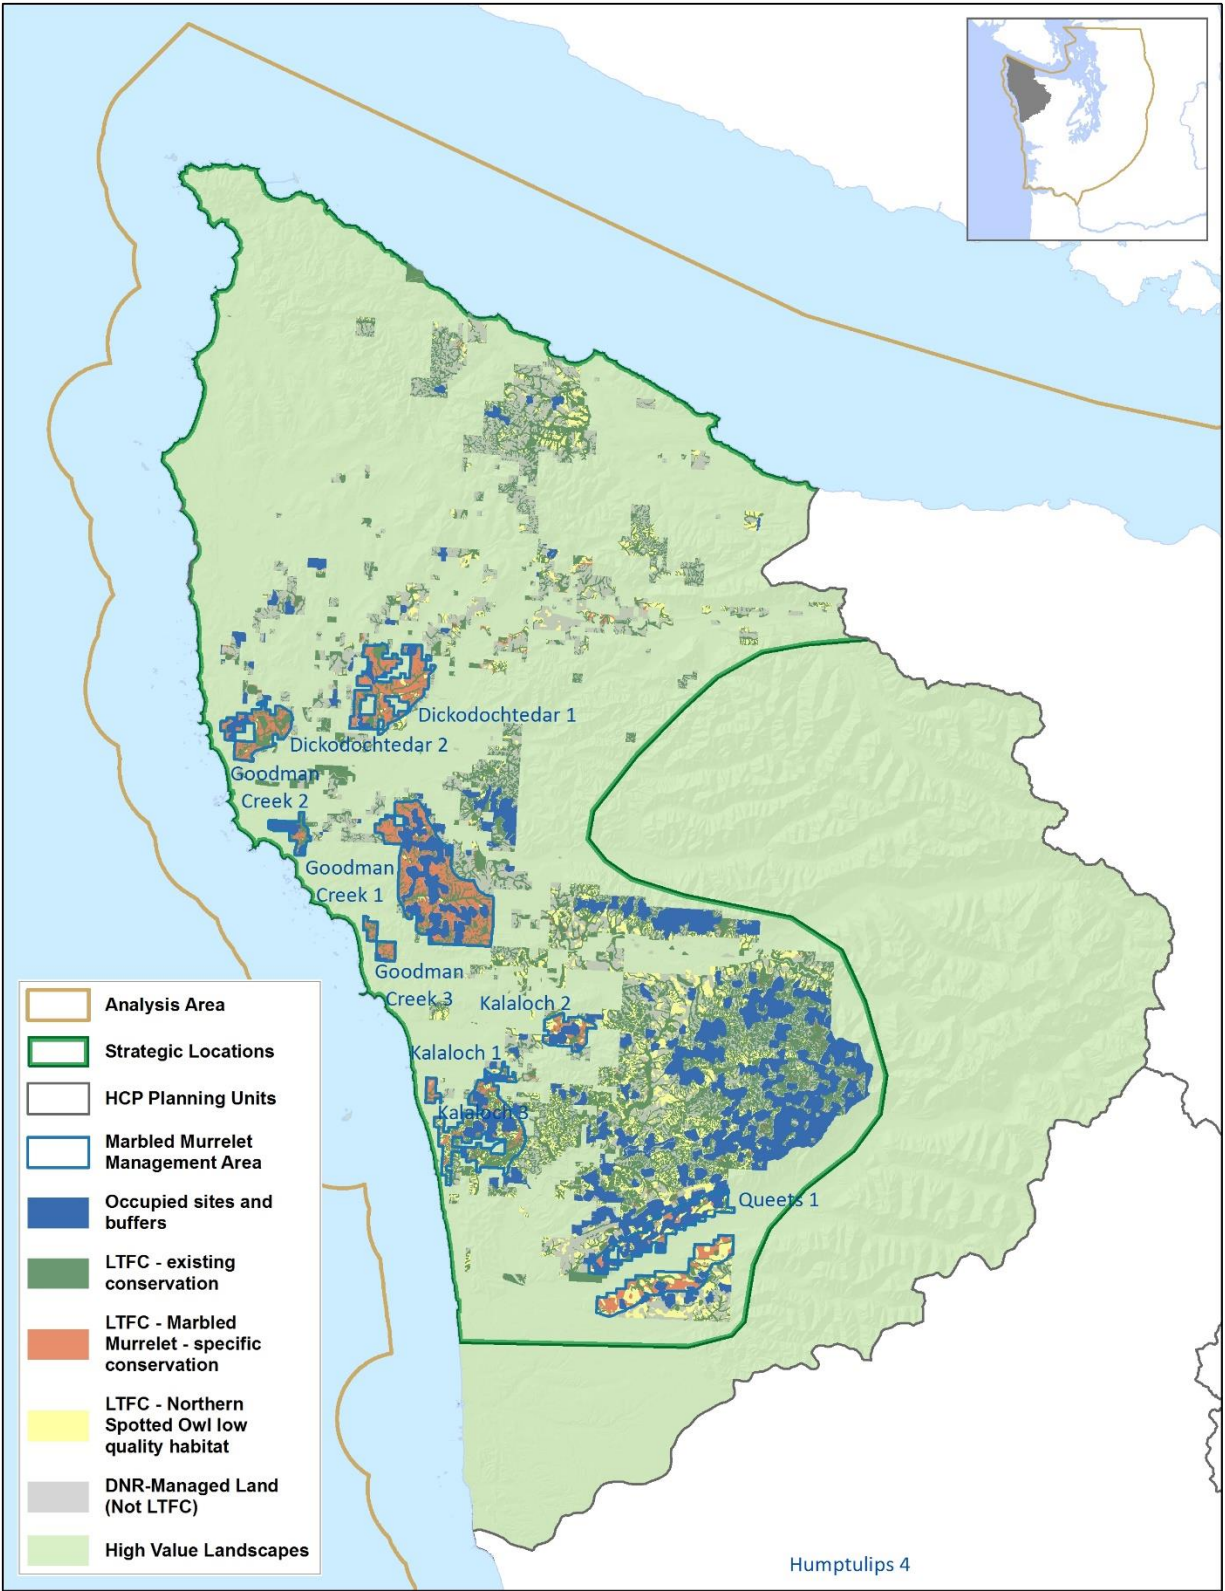 Dickodochtedar 1
Dickodochtedar 2
Goodman
Creek 2
Goodman
Creek 1
Goodman
Creek 3
Kalaloch 2
Kalaloch 1
Kalaloch 3
Queets 1
Humptulips 4
Analysis Area
Strategic Locations
HCP Planning Units
Marbled Murrelet
Management Area
Occupied sites and
buffers
LTFC - existing
conservation
LTFC - Marbled
Murrelet - specific
conservation
LTFC - Northern
Spotted Owl low
quality habitat
DNR-Managed Land
(Not LTFC)
High Value Landscapes